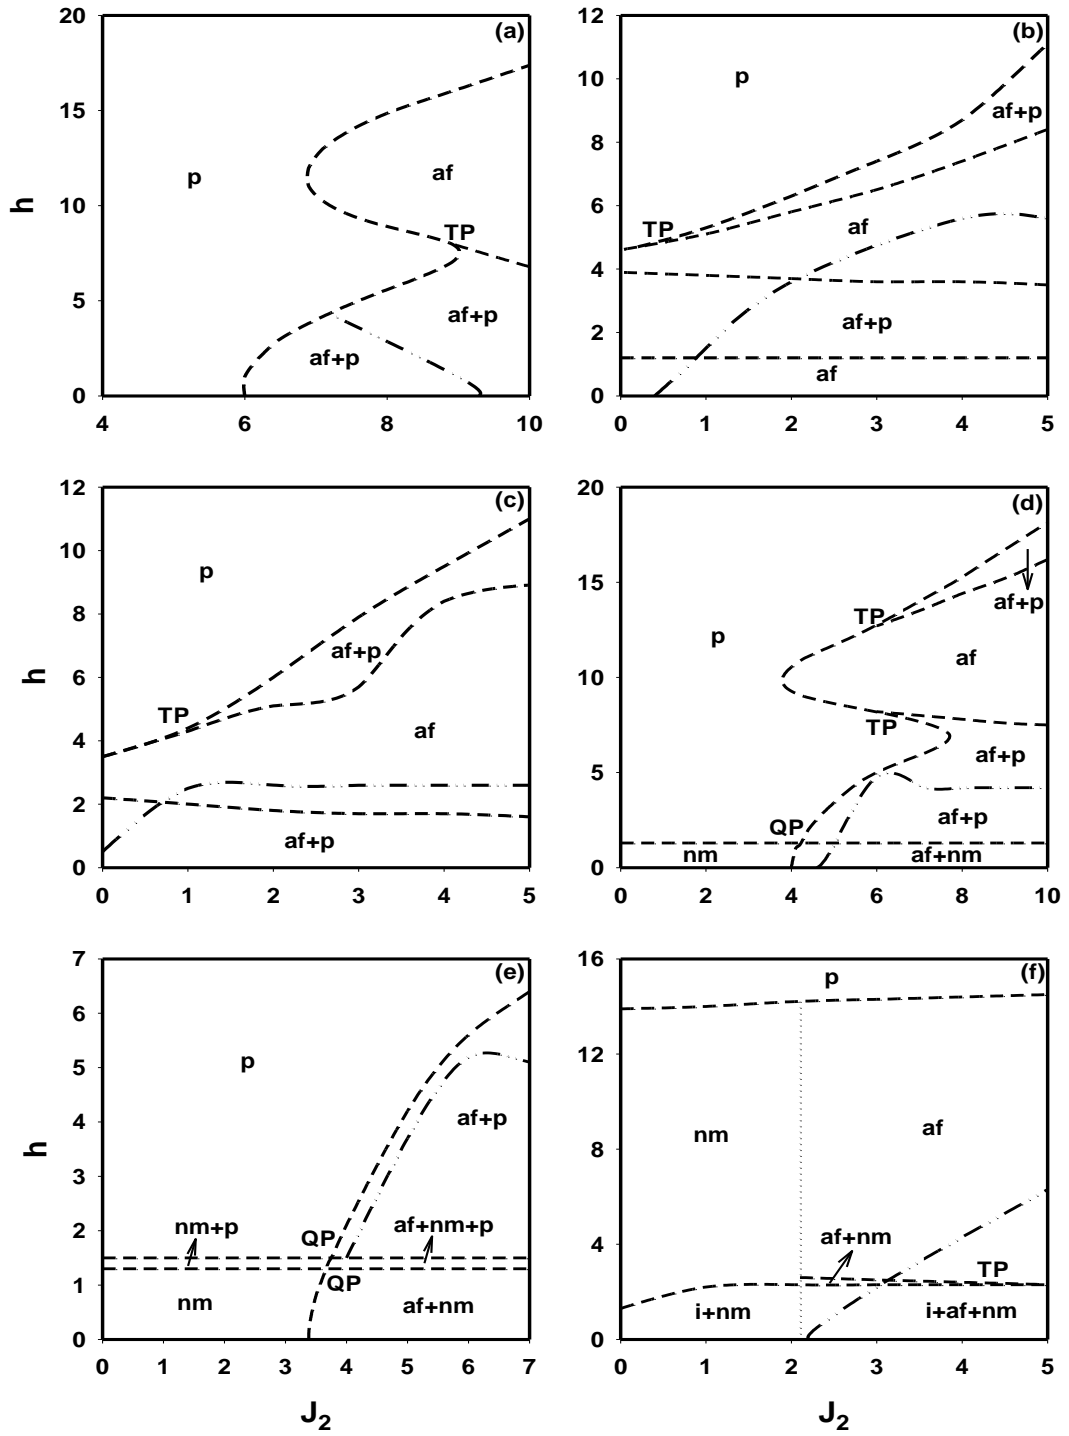 20
(a)
15
p
af
h
10
TP
5
af+p
af+p
0
4 6 8 10
12
(b)
p
10
af+p
8
6
TP
af
4
af+p
2
af
0
0 1 2 3 4 5
12
(c)
10
p
8
af+p
h
6
TP
af
4
2
af+p
0
0 1 2 3 4 5
20
(d)
15
TP
af+p
p
af
10
TP
af+p
5
af+p
QP
nm
af+nm
0
0 2 4 6 8 10
7
(e)
6
p
5
af+p
4
h
3
2
nm+p
QP
af+nm+p
1
QP
nm
af+nm
0
0 1 2 3 4 5 6 7
J2
16
(f)
p
12
nm
af
8
4
af+nm
TP
i+nm
i+af+nm
0
0 1 2 3 4 5
J2